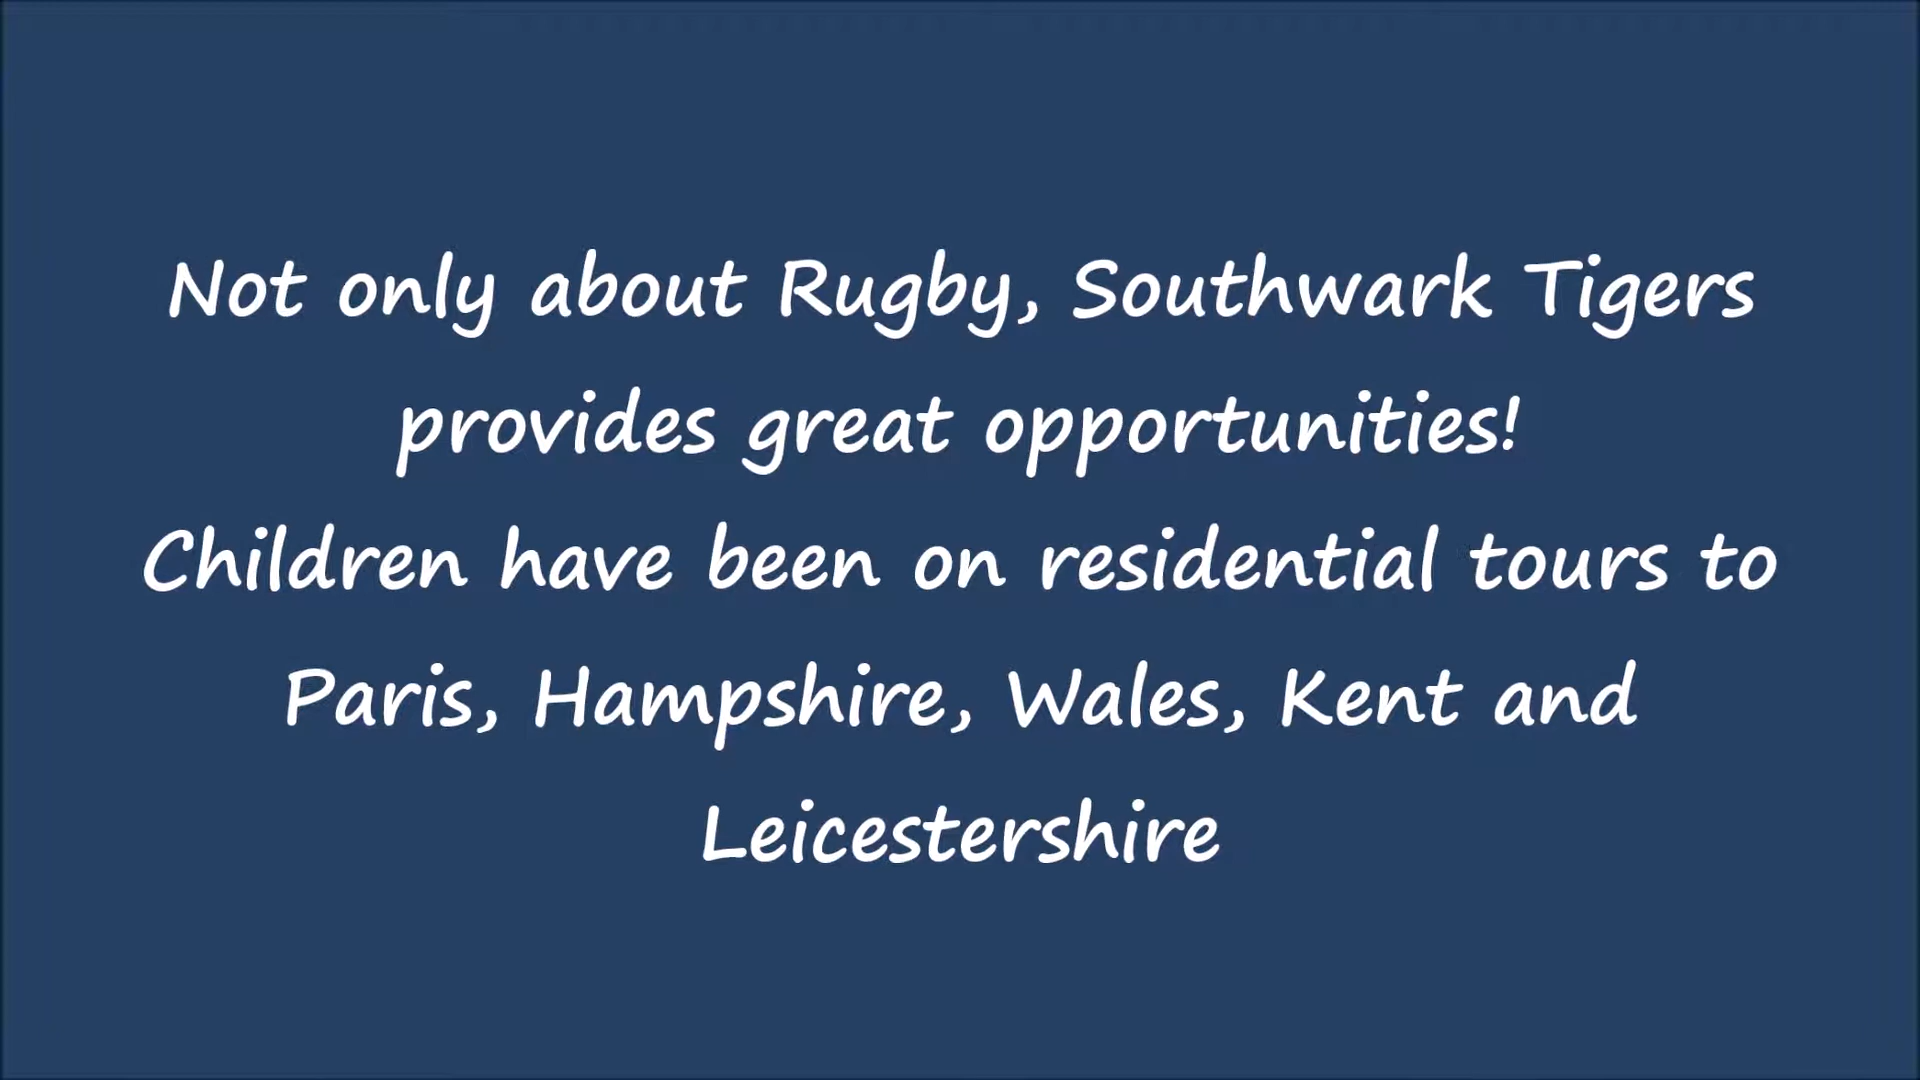 Not only about Rugby, Southwark Tigers
provides great opportunities!
Children have been on residential tours to
Paris, Hampshire, Wales, Kent and
Leicestershire